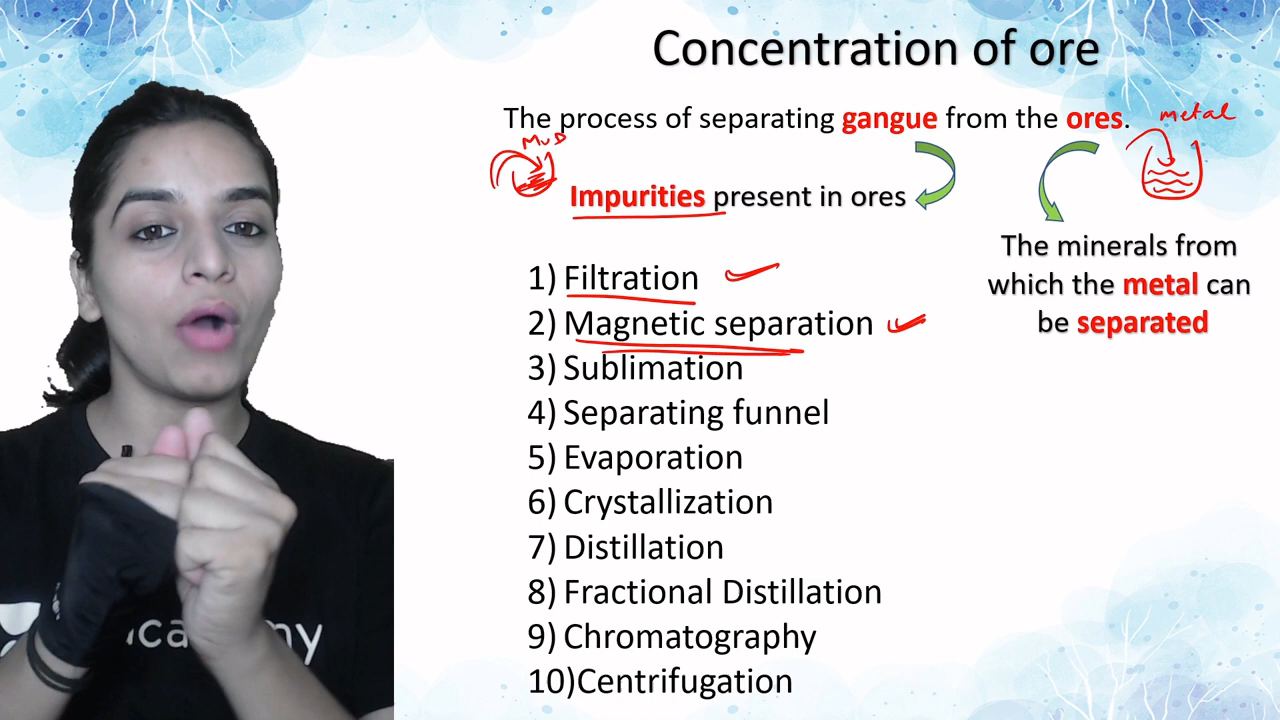 Concentration of ore
The process of separating gangue from the ores.
metal
MUD
Impurities present in ores
The minerals from
which the metal can
be separated
1) Filtration
2) Magnetic separation
3) Sublimation
4) Separating funnel
5) Evaporation
6) Crystallization
7) Distillation
8) Fractional Distillation
9) Chromatography
10)Centrifugation